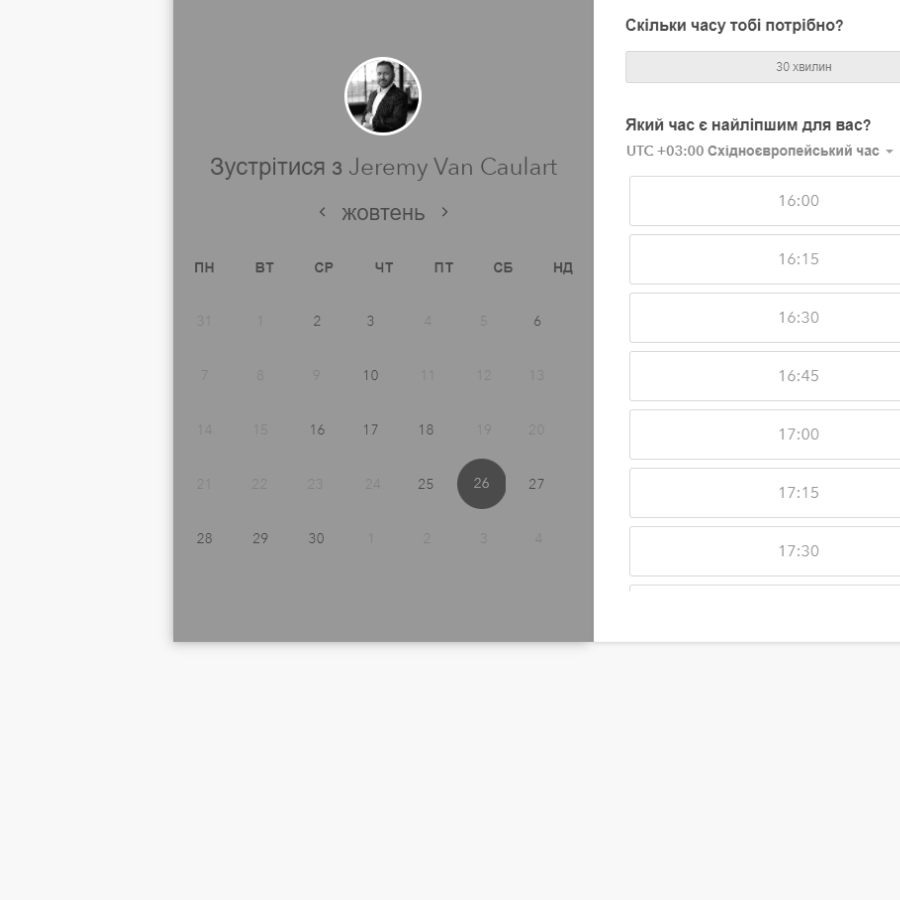 Зустрітися з Jeremy Van Caulart
жовтень
ПН ВТ СР ЧТ ПТ СБ НД
31 1 2 3 4 5 6
7 8 9 10 11 12 13
14 15 16 17 18 19 20
21 22 23 24 25 26 27
28 29 30 1 2 3 4
Скільки часу тобі потрібно?
30 хвилин
Який час є найліпшим для вас?
UTC +03:00 Східноєвропейський час
16:00
16:15
16:30
16:45
17:00
17:15
17:30